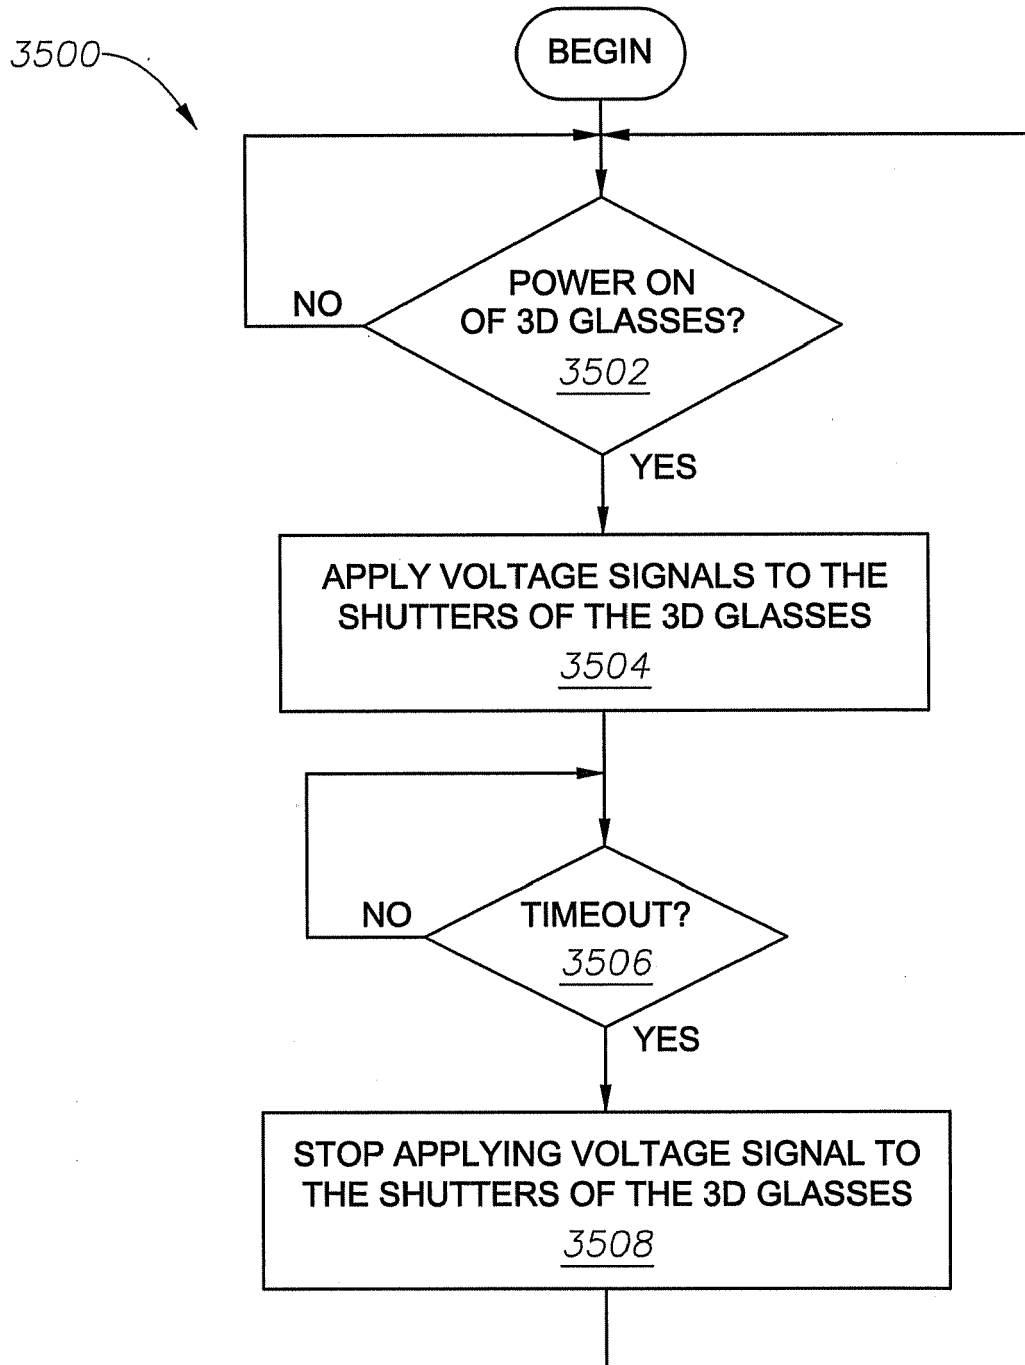 3500
BEGIN
POWER ON
OF 3D GLASSES?
3502
NO
YES
APPLY VOLTAGE SIGNALS TO THE
SHUTTERS OF THE 3D GLASSES
3504
NO
TIMEOUT?
3506
YES
STOP APPLYING VOLTAGE SIGNAL TO
THE SHUTTERS OF THE 3D GLASSES
3508